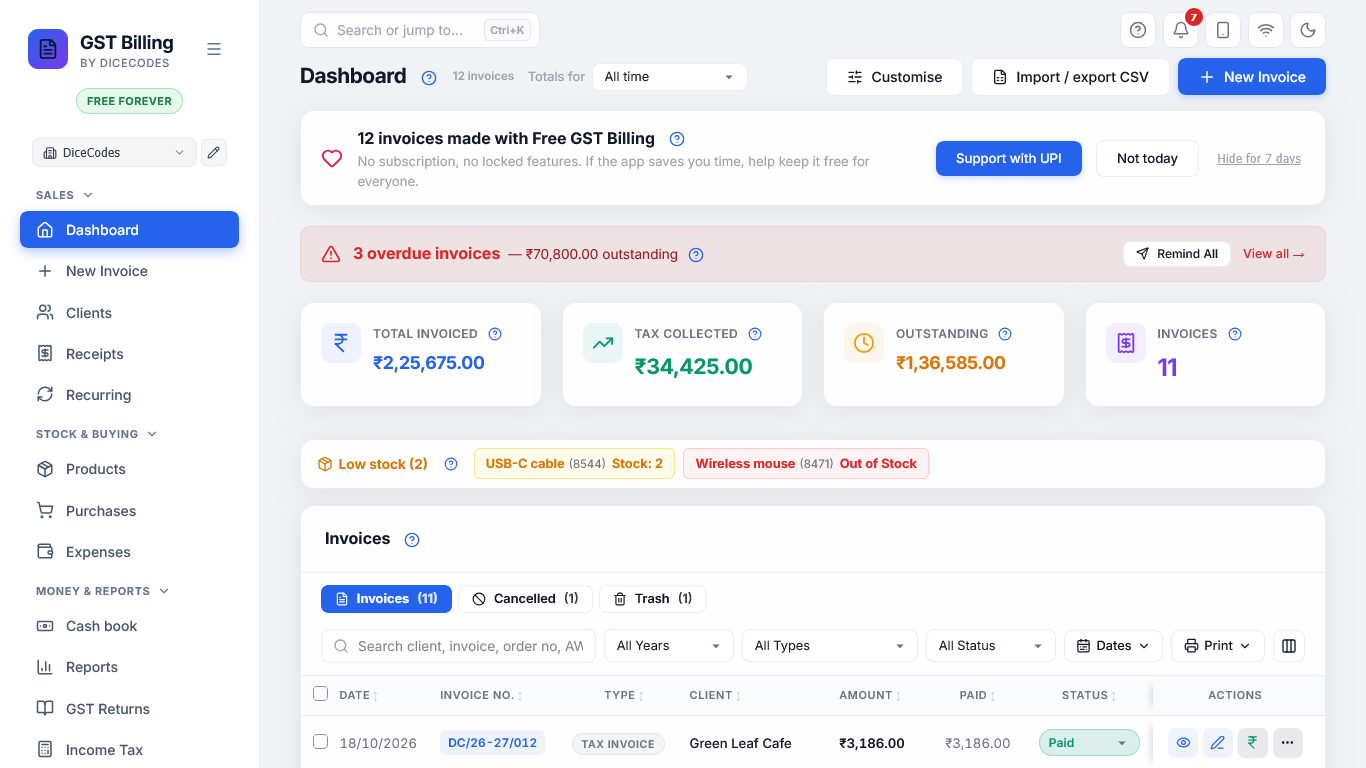 GST Billing
BY DICECODES
FREE FOREVER
DiceCodes
SALES
Dashboard
New Invoice
Clients
Receipts
Recurring
STOCK & BUYING
Products
Purchases
Expenses
MONEY & REPORTS
Cash book
Reports
GST Returns
Income Tax
Search or jump to... Ctrl+K
7
Dashboard 12 invoices Totals for All time Customise Import / export CSV New Invoice
12 invoices made with Free GST Billing
No subscription, no locked features. If the app saves you time, help keep it free for
everyone.
Support with UPI Not today Hide for 7 days
3 overdue invoices — ₹70,800.00 outstanding Remind All View all →
TOTAL INVOICED
₹2,25,675.00
TAX COLLECTED
₹34,425.00
OUTSTANDING
₹1,36,585.00
INVOICES
11
Low stock (2) USB-C cable (8544) Stock: 2 Wireless mouse (8471) Out of Stock
Invoices
Invoices (11) Cancelled (1) Trash (1)
Search client, invoice, order no, AW All Years All Types All Status Dates Print
DATE INVOICE NO. TYPE CLIENT AMOUNT PAID STATUS ACTIONS
18/10/2026 DC/26-27/012 TAX INVOICE Green Leaf Cafe ₹3,186.00 ₹3,186.00 Paid